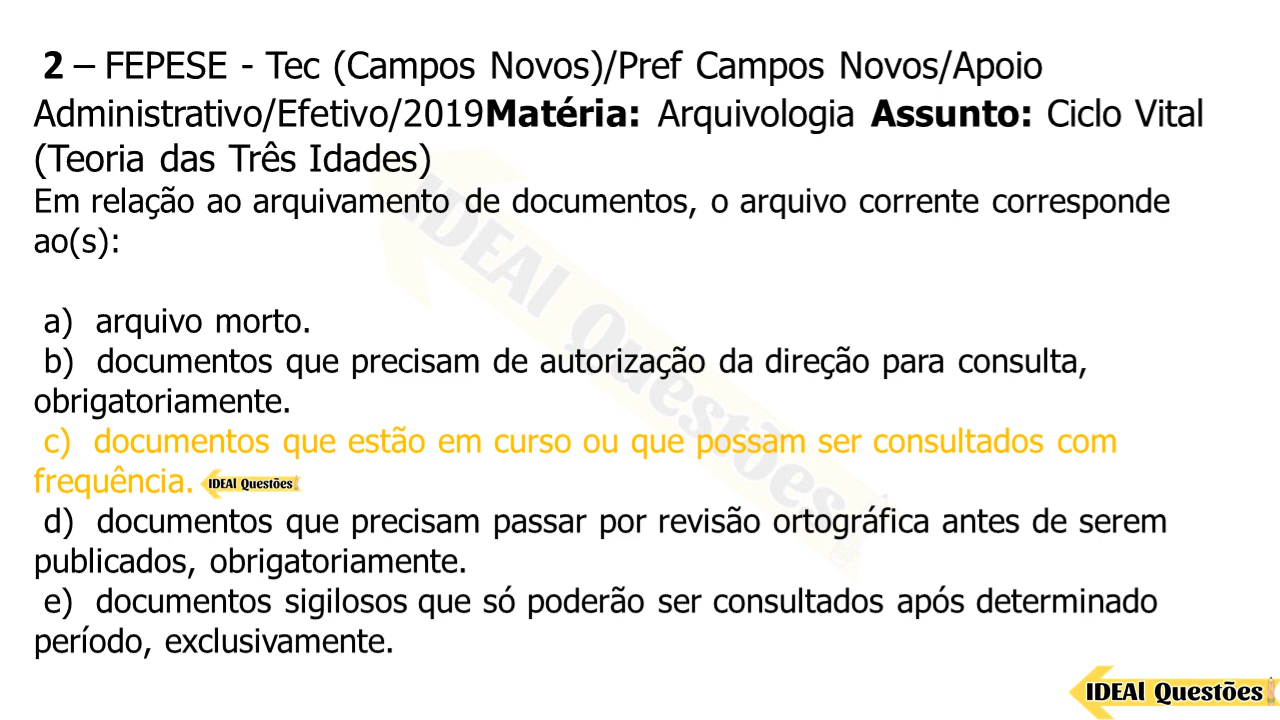 2 – FEPESE - Tec (Campos Novos)/Pref Campos Novos/Apoio
Administrativo/Efetivo/2019Matéria: Arquivologia Assunto: Ciclo Vital
(Teoria das Três Idades)
Em relação ao arquivamento de documentos, o arquivo corrente corresponde
ao(s):
a) arquivo morto.
b) documentos que precisam de autorização da direção para consulta,
obrigatoriamente.
c) documentos que estão em curso ou que possam ser consultados com
frequência. IDEAl Questões
d) documentos que precisam passar por revisão ortográfica antes de serem
publicados, obrigatoriamente.
e) documentos sigilosos que só poderão ser consultados após determinado
período, exclusivamente.
IDEAl Questões
IDEAl Questões